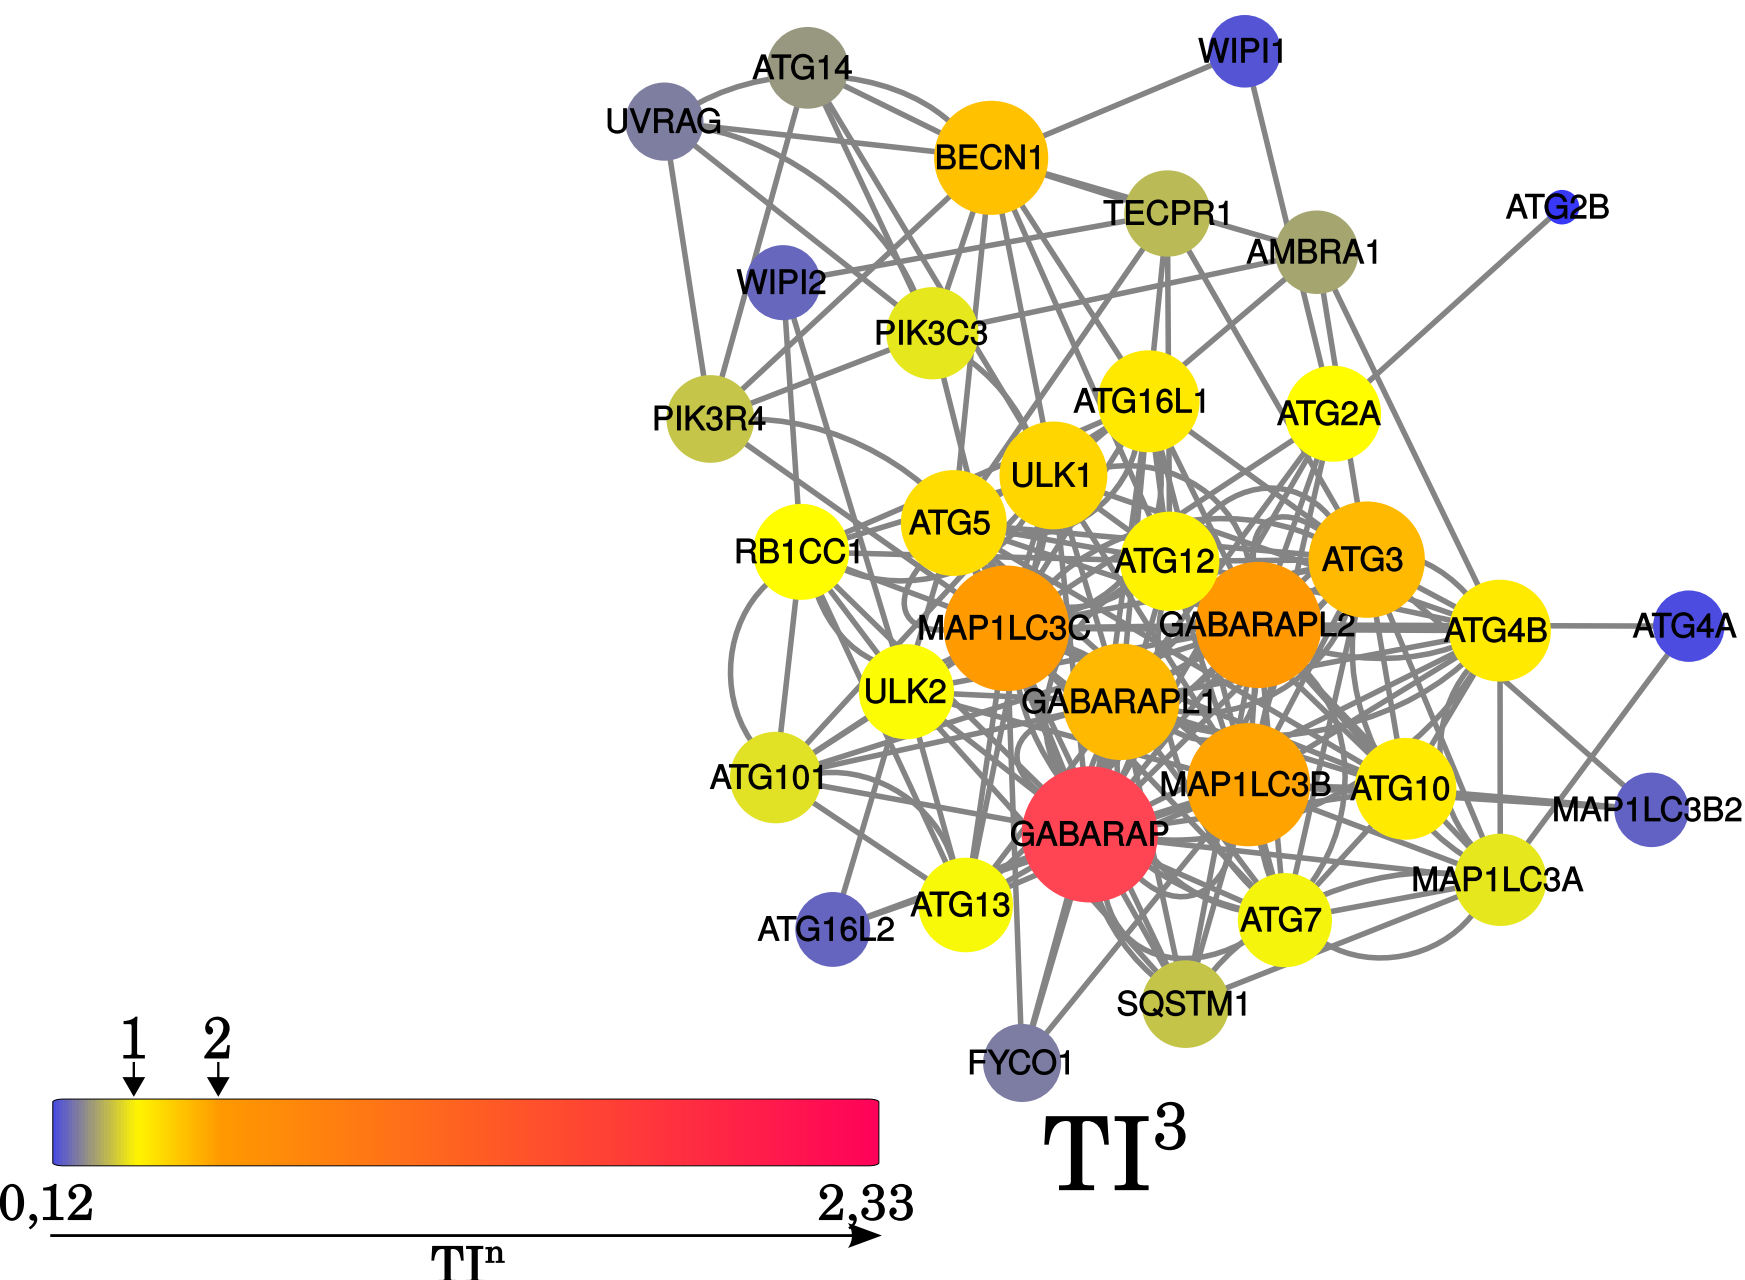 WIPI1
ATG14
UVRAG
BECN1
TECPR1
ATG2B
AMBRA1
WIPI2
PIK3C3
ATG16L1
ATG2A
PIK3R4
ULK1
ATG5
RB1CC1
ATG12
ATG3
MAP1LC3C
GABARAPL2
ATG4B
ATG4A
ULK2
GABARAPL1
ATG101
MAP1LC3B
ATG10
MAP1LC3B2
GABARAP
MAP1LC3A
ATG13
ATG7
ATG16L2
SQSTM1
FYCO1
1 2
0,12 2,33
TIⁿ
TI³